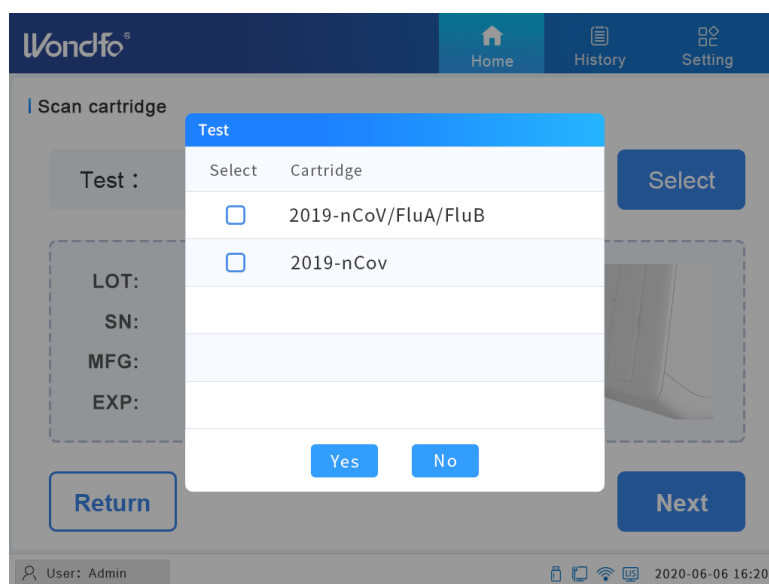 Wondfo®
Home
History
Setting
Scan cartridge
Test
Test :
Select
Select
Cartridge
2019-nCoV/FluA/FluB
2019-nCov
LOT:
SN:
MFG:
EXP:
Yes
No
Return
Next
User: Admin
LIS
2020-06-06 16:20